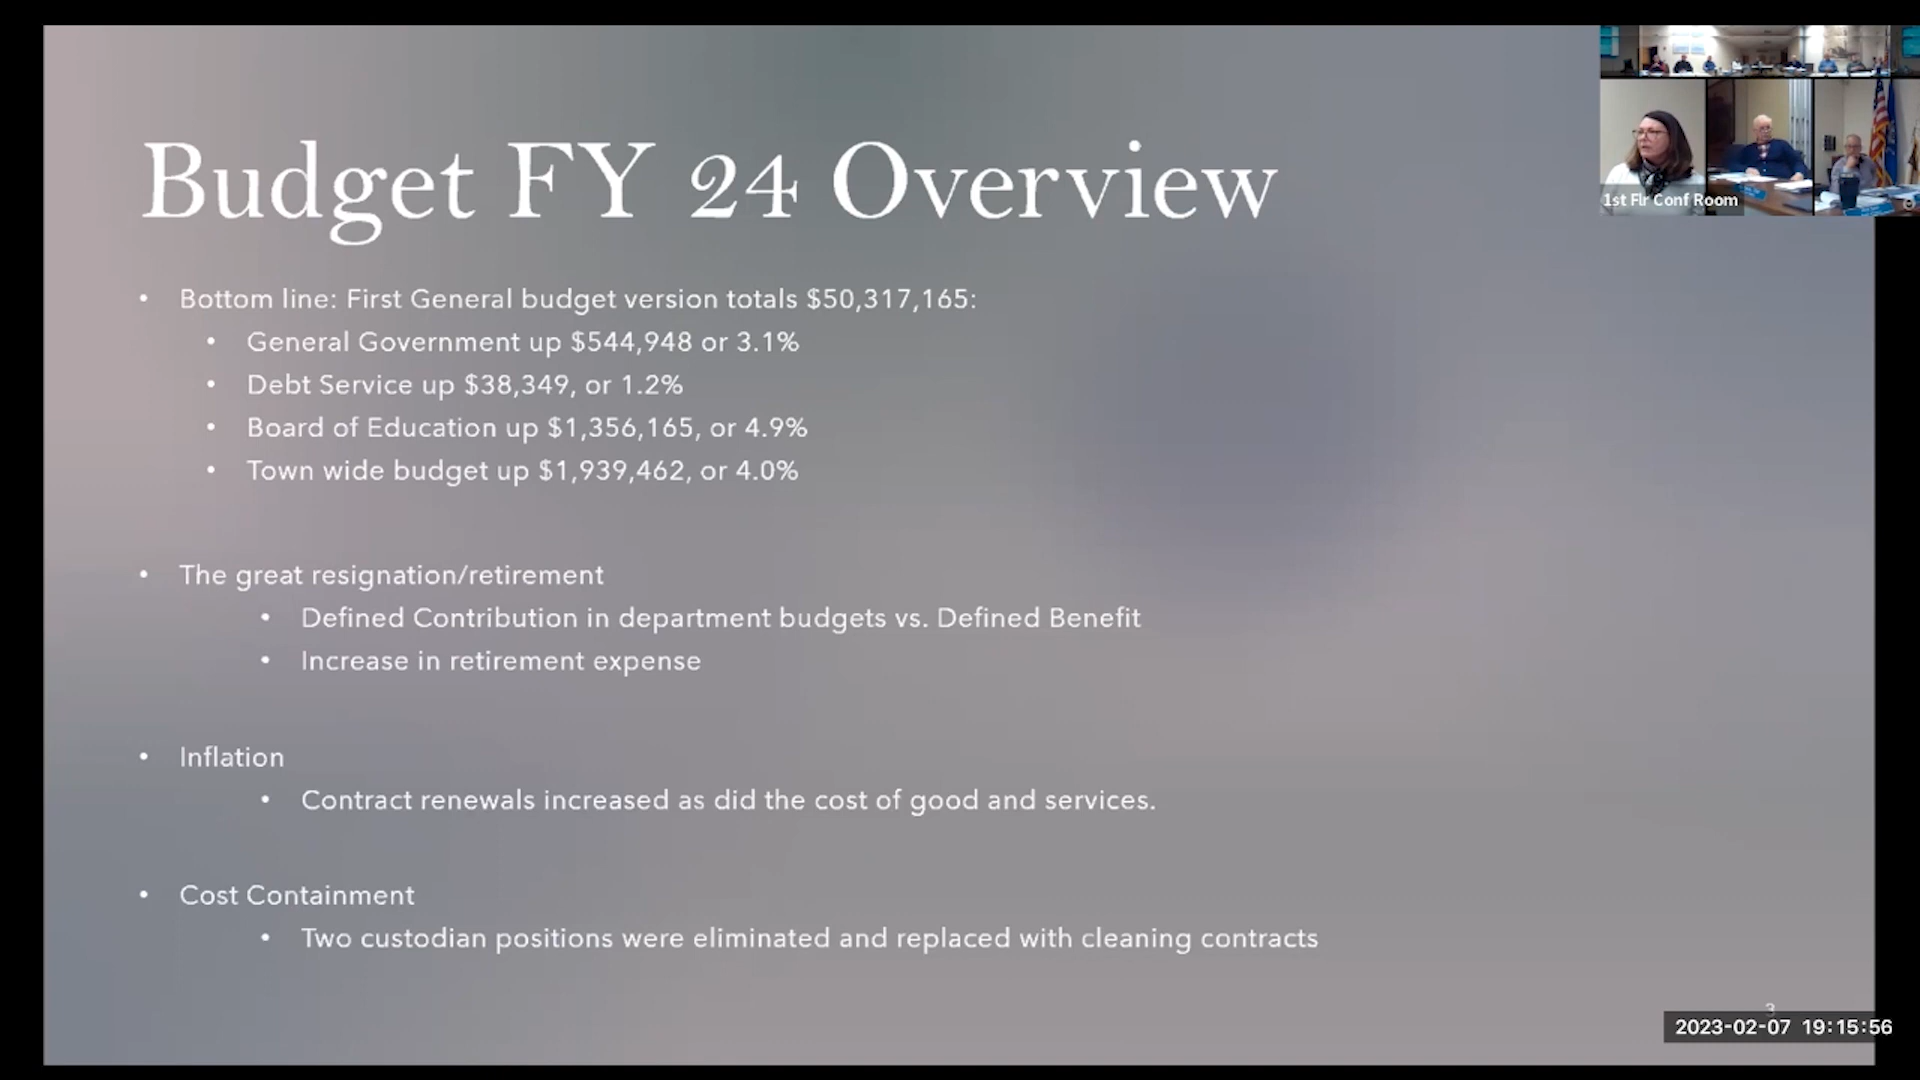 Budget FY 24 Overview
1st Flr Conf Room
• Bottom line: First General budget version totals $50,317,165:
• General Government up $544,948 or 3.1%
• Debt Service up $38,349, or 1.2%
• Board of Education up $1,356,165, or 4.9%
• Town wide budget up $1,939,462, or 4.0%
• The great resignation/retirement
• Defined Contribution in department budgets vs. Defined Benefit
• Increase in retirement expense
• Inflation
• Contract renewals increased as did the cost of good and services.
• Cost Containment
• Two custodian positions were eliminated and replaced with cleaning contracts
3
2023-02-07 19:15:56